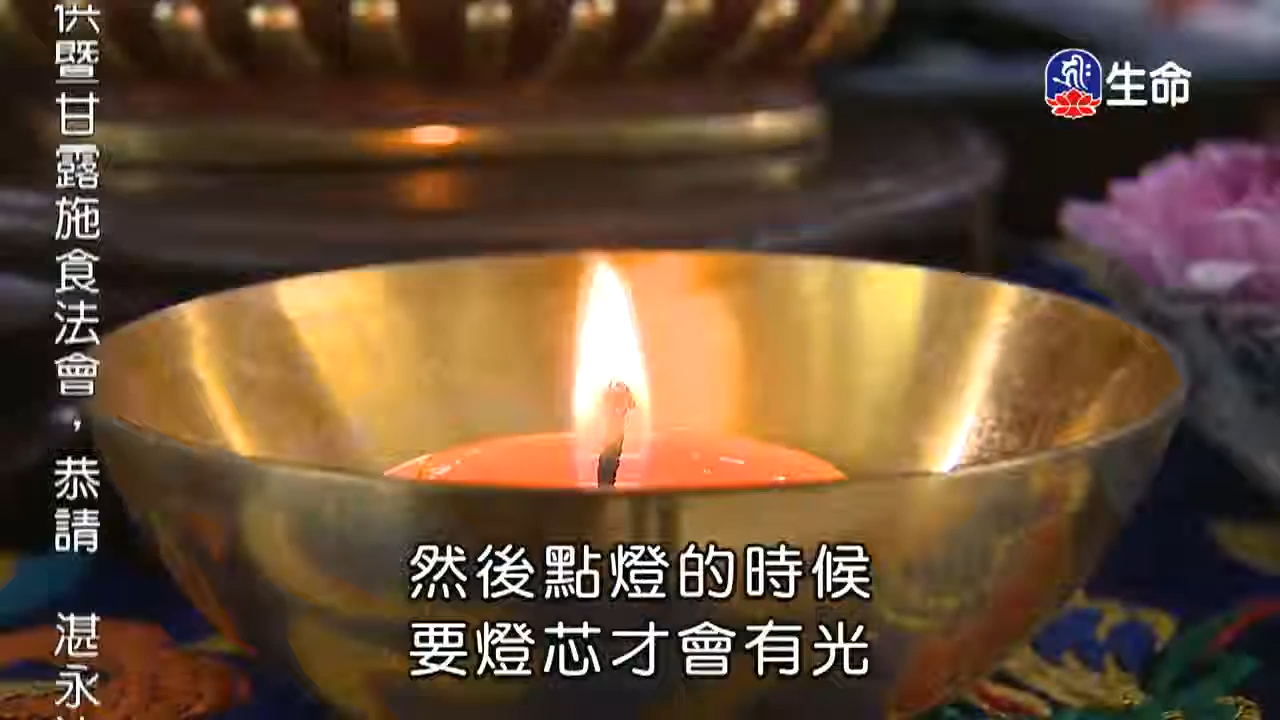 供暨甘露施食法會，恭請　湛永
生命
然後點燈的時候
要燈芯才會有光